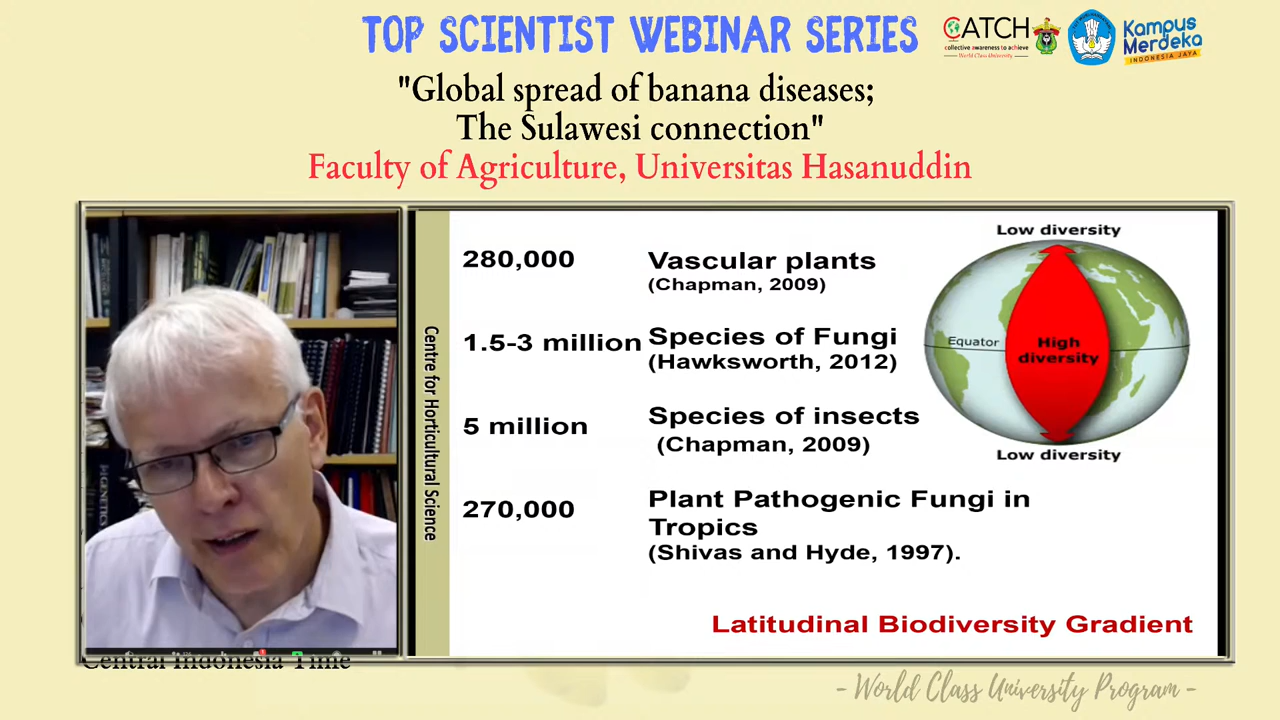 TOP SCIENTIST WEBINAR SERIES
CATCH
collective awareness to achieve
World Class University
Kampus
Merdeka
INDONESIA JAYA
"Global spread of banana diseases;
The Sulawesi connection"
Faculty of Agriculture, Universitas Hasanuddin
Centre for Horticultural Science
280,000 Vascular plants
(Chapman, 2009)
1.5-3 million Species of Fungi
(Hawksworth, 2012)
5 million Species of insects
(Chapman, 2009)
270,000 Plant Pathogenic Fungi in
Tropics
(Shivas and Hyde, 1997).
Low diversity
Equator
High
diversity
Low diversity
Latitudinal Biodiversity Gradient
GENETICS
Central Indonesia Time
- World Class University Program -